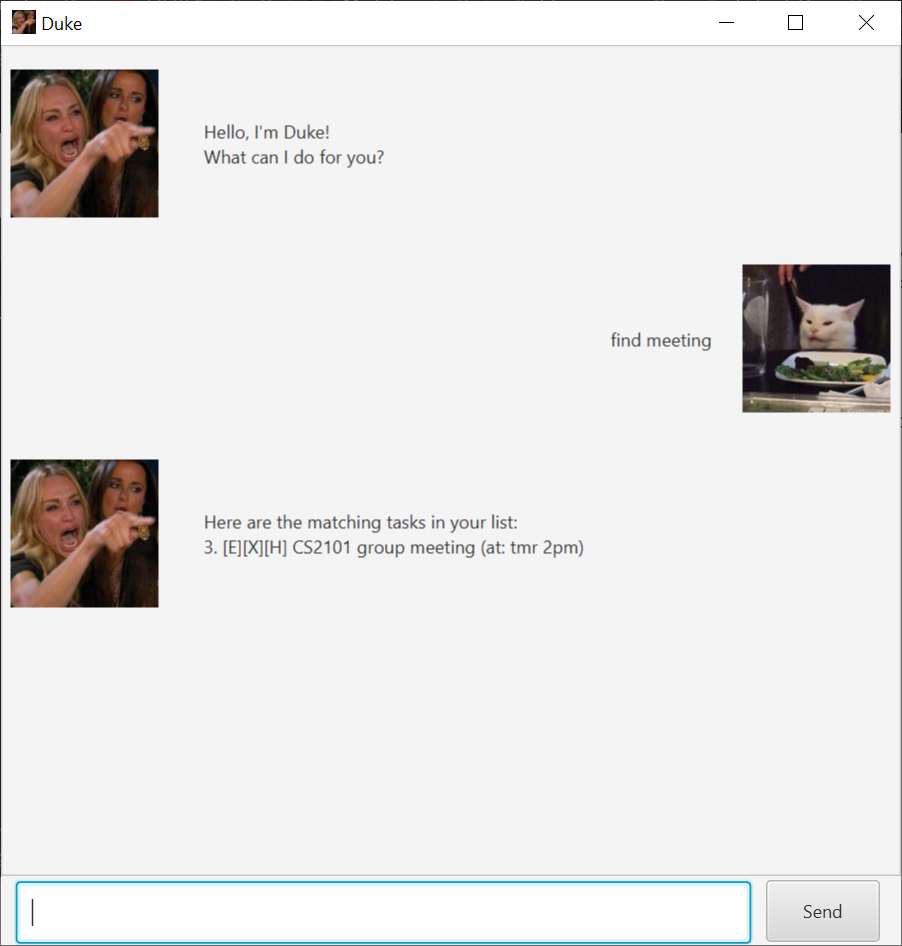 Duke
Hello, I'm Duke!
What can I do for you?
find meeting
Here are the matching tasks in your list:
3. [E][X][H] CS2101 group meeting (at: tmr 2pm)
Send